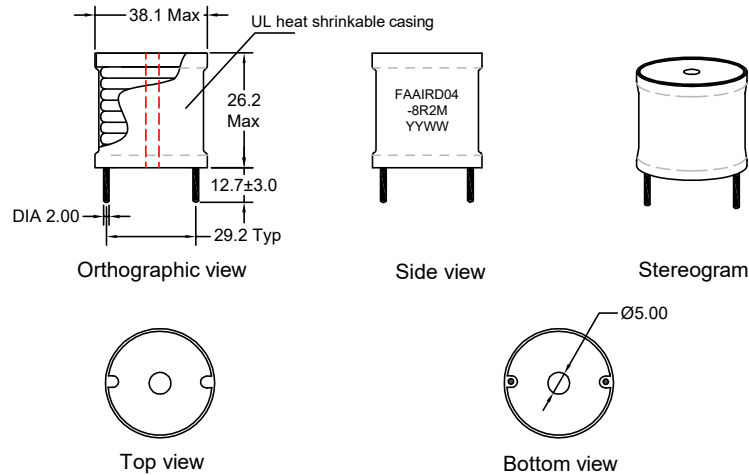 38.1 Max
UL heat shrinkable casing
26.2
Max
12.7±3.0
DIA 2.00
29.2 Typ
Orthographic view
FAAIRD04
-8R2M
YYWW
Side view
Stereogram
Top view
Ø5.00
Bottom view